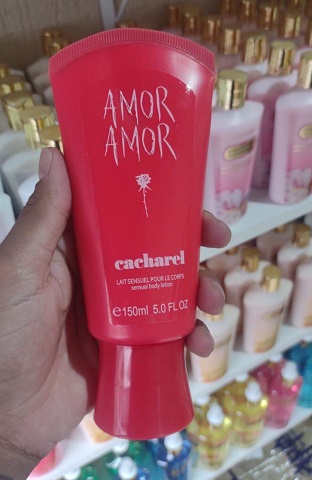 AMOR
AMOR
cacharel
LAIT SENSUEL POUR LE CORPS
sensual body lotion
e150ml 5.0 FL OZ